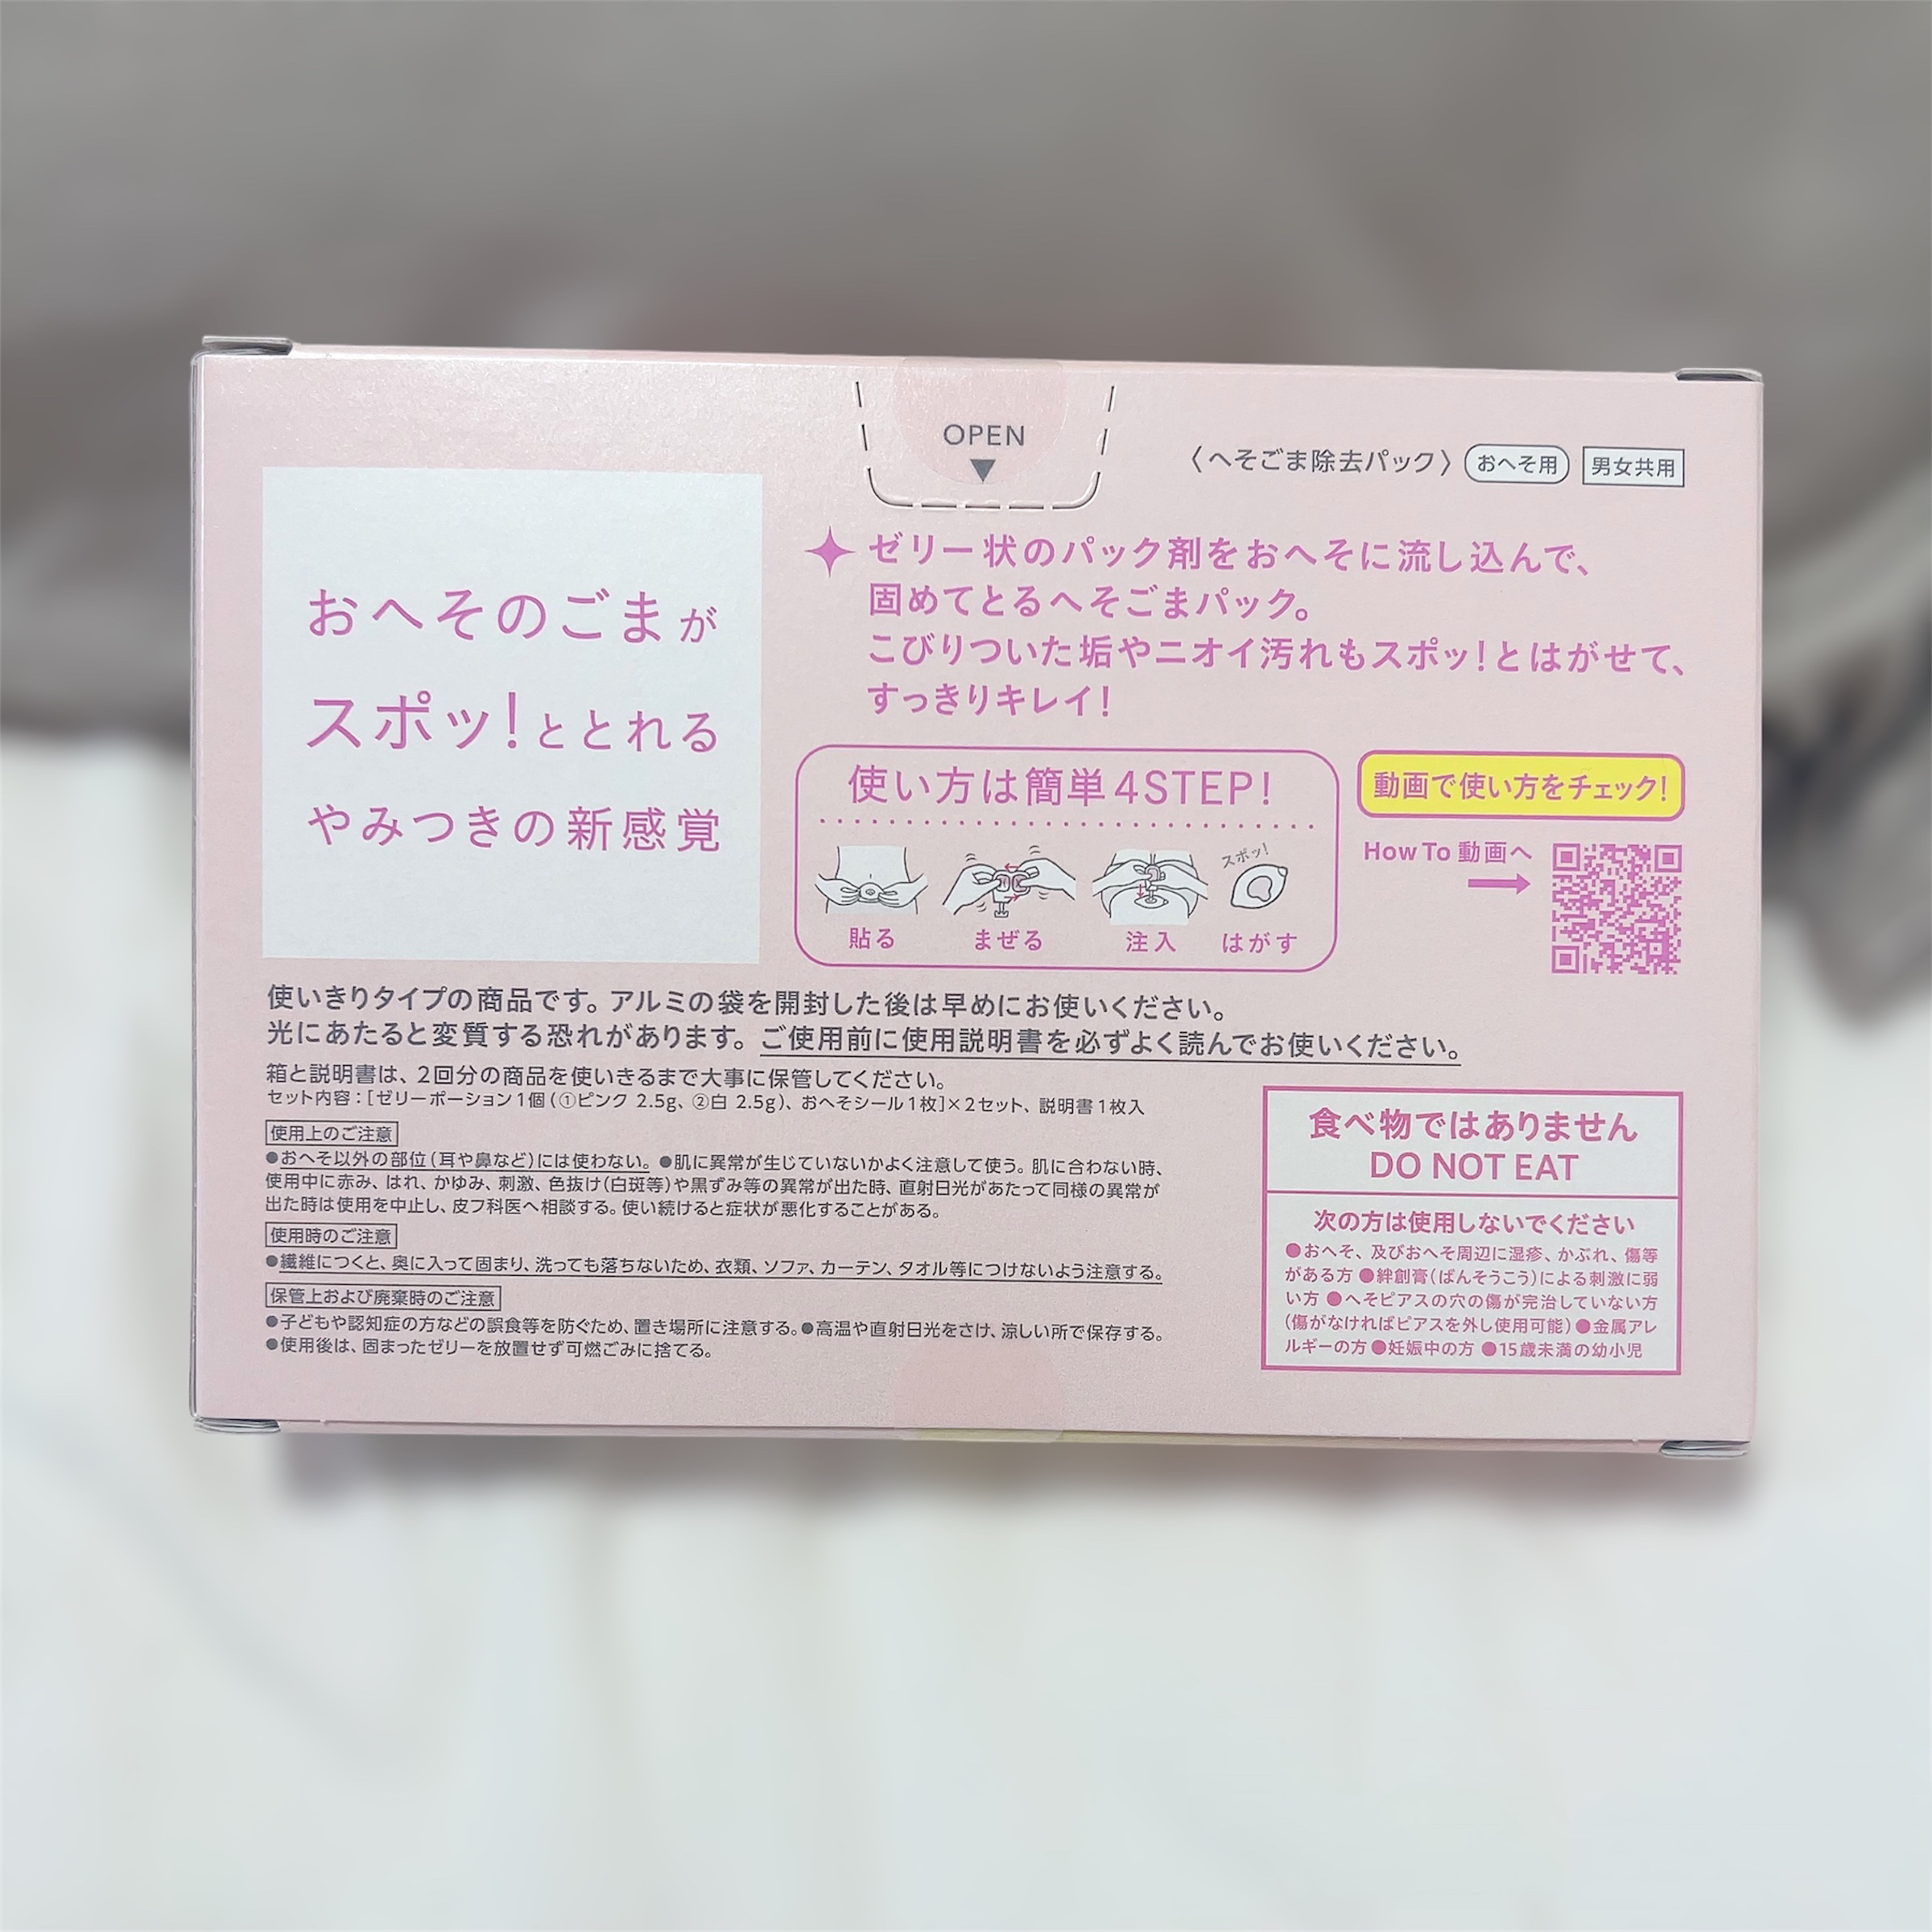 OPEN
〈へそごま除去パック〉 おへそ用 男女共用
おへそのごまが
スポッ!ととれる
やみつきの新感覚
ゼリー状のパック剤をおへそに流し込んで、
固めてとるへそごまパック。
こびりついた垢やニオイ汚れもスポッ!とはがせて、
すっきりキレイ!
使い方は簡単4STEP!
スポッ!
貼る まぜる 注入 はがす
動画で使い方をチェック!
How To 動画へ
使いきりタイプの商品です。アルミの袋を開封した後は早めにお使いください。
光にあたると変質する恐れがあります。ご使用前に使用説明書を必ずよく読んでお使いください。
箱と説明書は、2回分の商品を使いきるまで大事に保管してください。
セット内容:[ゼリーポーション1個(①ピンク 2.5g、②白 2.5g)、おへそシール1枚]×2セット、説明書1枚入
使用上のご注意
●おへそ以外の部位(耳や鼻など)には使わない。●肌に異常が生じていないかよく注意して使う。肌に合わない時、
使用中に赤み、はれ、かゆみ、刺激、色抜け(白斑等)や黒ずみ等の異常が出た時、直射日光があたって同様の異常が
出た時は使用を中止し、皮フ科医へ相談する。使い続けると症状が悪化することがある。
使用時のご注意
●繊維につくと、奥に入って固まり、洗っても落ちないため、衣類、ソファ、カーテン、タオル等につけないよう注意する。
保管上および廃棄時のご注意
●子どもや認知症の方などの誤食等を防ぐため、置き場所に注意する。●高温や直射日光をさけ、涼しい所で保存する。
●使用後は、固まったゼリーを放置せず可燃ごみに捨てる。
食べ物ではありません
DO NOT EAT
次の方は使用しないでください
●おへそ、及びおへそ周辺に湿疹、かぶれ、傷等
がある方 ●絆創膏(ばんそうこう)による刺激に弱
い方 ●へそピアスの穴の傷が完治していない方
(傷がなければピアスを外し使用可能) ●金属アレ
ルギーの方 ●妊娠中の方 ●15歳未満の幼小児